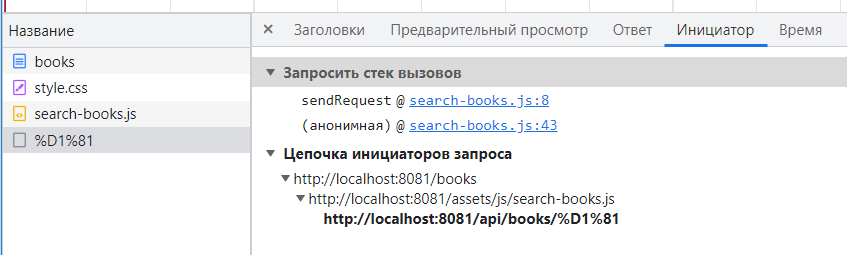 Название
books
style.css
search-books.js
%D1%81
× Заголовки Предварительный просмотр Ответ Инициатор Время
Запросить стек вызовов
sendRequest @ search-books.js:8
(анонимная) @ search-books.js:43
Цепочка инициаторов запроса
http://localhost:8081/books
http://localhost:8081/assets/js/search-books.js
http://localhost:8081/api/books/%D1%81